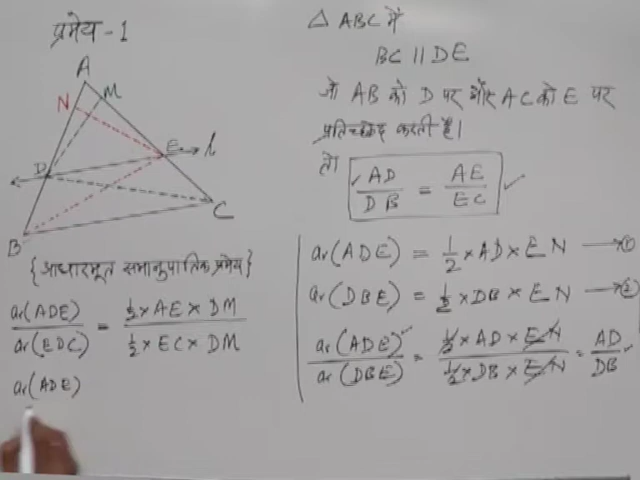 प्रमेय - 1
A
M
N
E
l
D
C
B
{आधारभूत समानुपातिक प्रमेय}
ar(ADE) / ar(EDC) = ½ × AE × DM / ½ × EC × DM
ar(ADE)
△ ABC में
BC || DE
जो AB को D पर और AC को E पर
प्रतिच्छेद करती है।
तो ✓ AD / DB = AE / EC ✓
ar(ADE) = 1/2 × AD × EN → ①
ar(DBE) = 1/2 × DB × EN → ②
ar(ADE) ✓ / ar(DBE) = ½ × AD × EN / ½ × DB × EN = AD / DB ✓